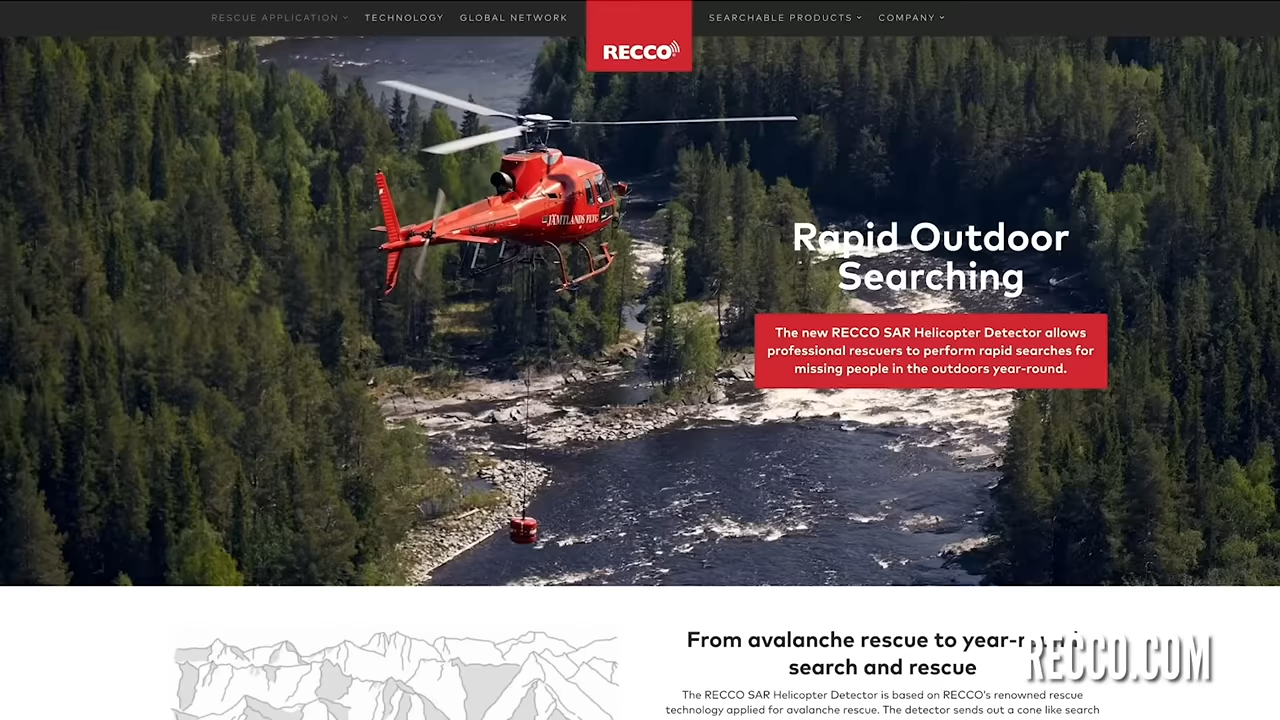 RESCUE APPLICATION
TECHNOLOGY
GLOBAL NETWORK
RECCO
SEARCHABLE PRODUCTS
COMPANY
JÄMTLANDS FLYG
Rapid Outdoor
Searching
The new RECCO SAR Helicopter Detector allows
professional rescuers to perform rapid searches for
missing people in the outdoors year-round.
From avalanche rescue to year-round
search and rescue
RECCO.COM
The RECCO SAR Helicopter Detector is based on RECCO's renowned rescue
technology applied for avalanche rescue. The detector sends out a cone like search